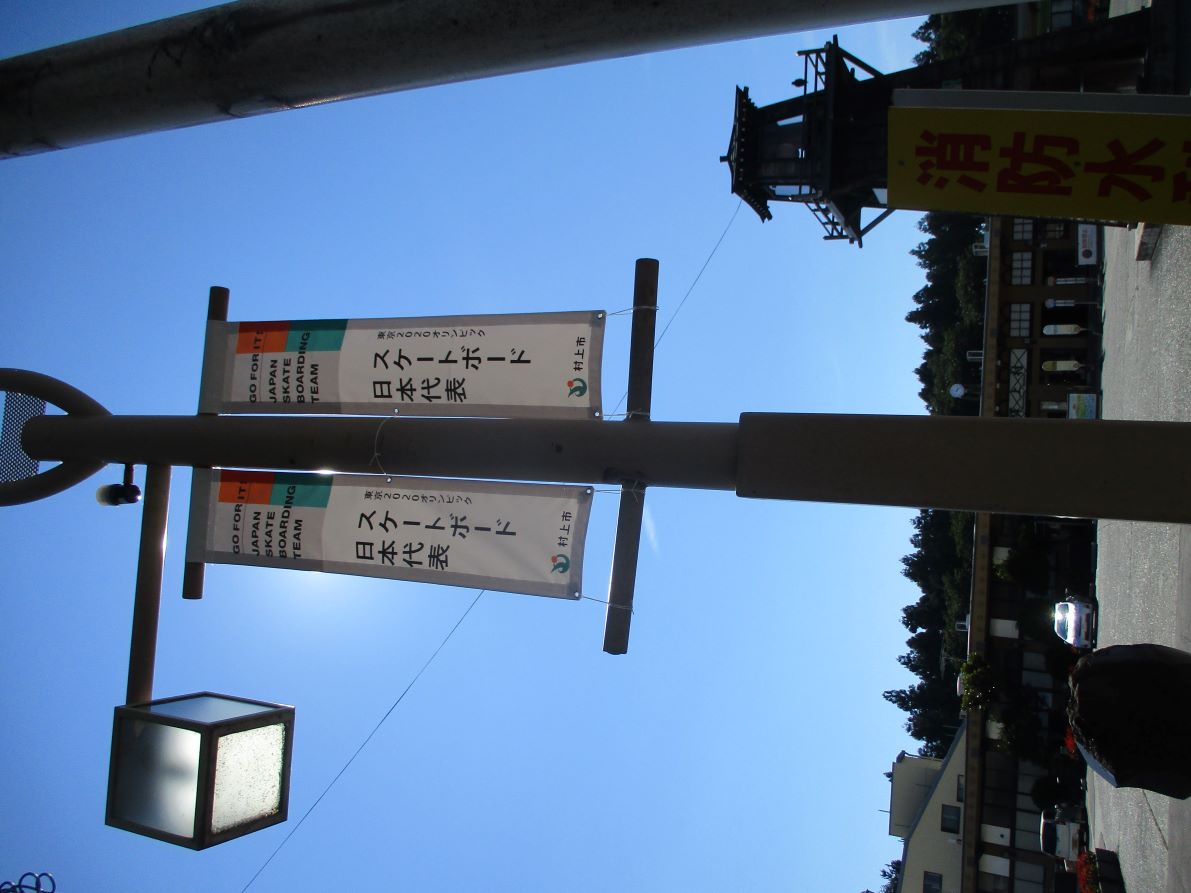 GO FOR IT!
JAPAN
SKATE
BOARDING
TEAM
東京2020オリンピック
スケートボード
日本代表
村上市
GO FOR IT!
JAPAN
SKATE
BOARDING
TEAM
東京2020オリンピック
スケートボード
日本代表
村上市
消防水